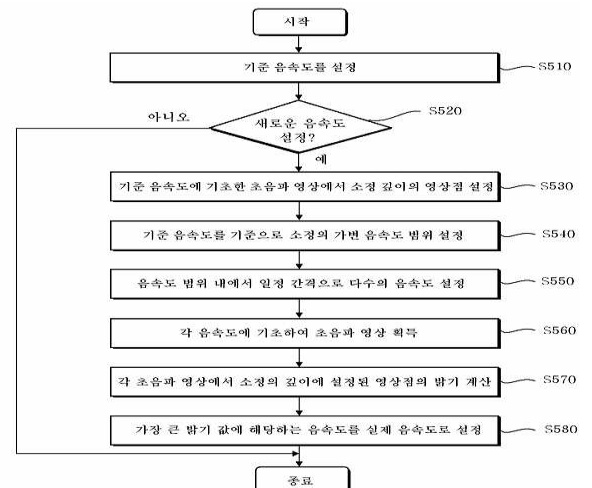 시작
기준 음속도를 설정
S510
아니오
새로운 음속도
설정?
S520
예
기준 음속도에 기초한 초음파 영상에서 소정 깊이의 영상점 설정
S530
기준 음속도를 기준으로 소정의 가변 음속도 범위 설정
S540
음속도 범위 내에서 일정 간격으로 다수의 음속도 설정
S550
각 음속도에 기초하여 초음파 영상 획득
S560
각 초음파 영상에서 소정의 깊이에 설정된 영상점의 밝기 계산
S570
가장 큰 밝기 값에 해당하는 음속도를 실제 음속도로 설정
S580
종료